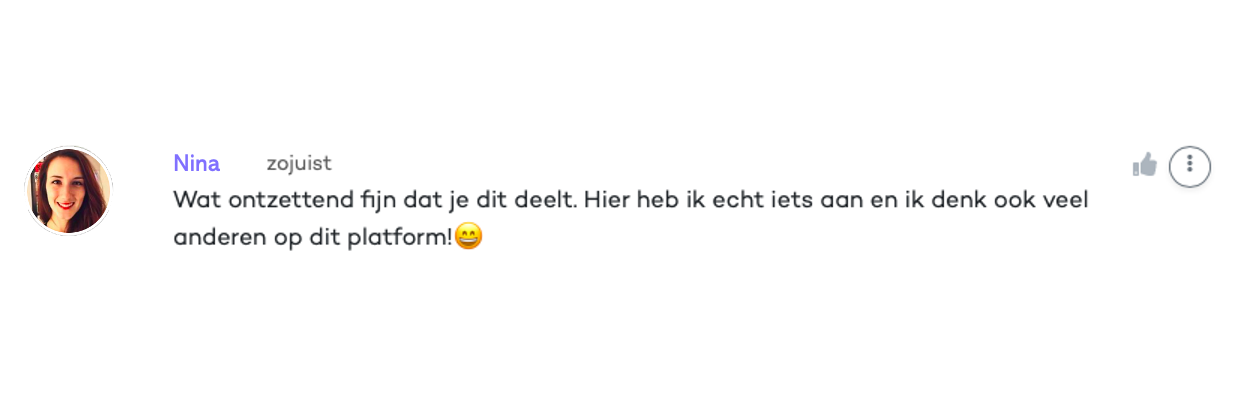 Nina zojuist
Wat ontzettend fijn dat je dit deelt. Hier heb ik echt iets aan en ik denk ook veel
anderen op dit platform!😄